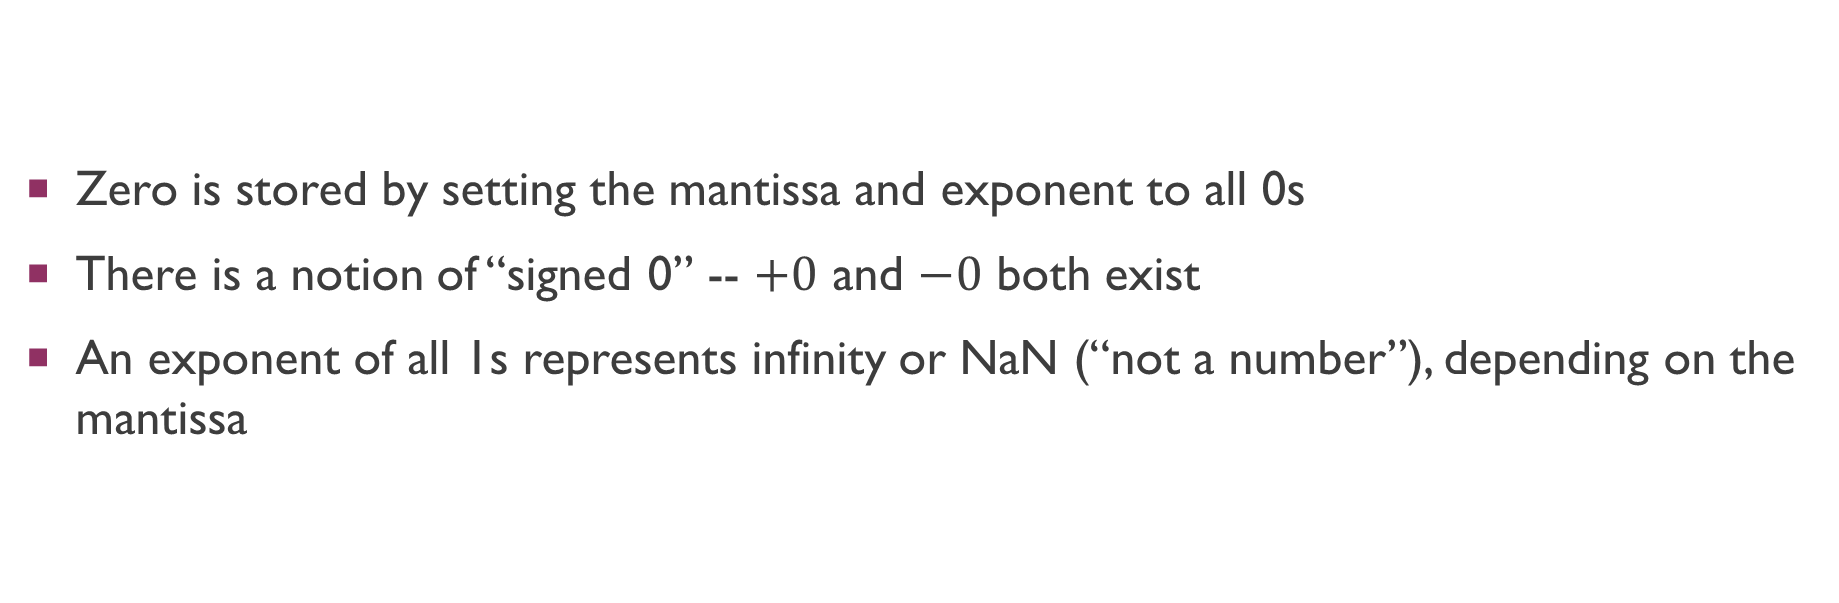 ▪ Zero is stored by setting the mantissa and exponent to all 0s
▪ There is a notion of “signed 0” -- +0 and −0 both exist
▪ An exponent of all 1s represents infinity or NaN (“not a number”), depending on the
mantissa